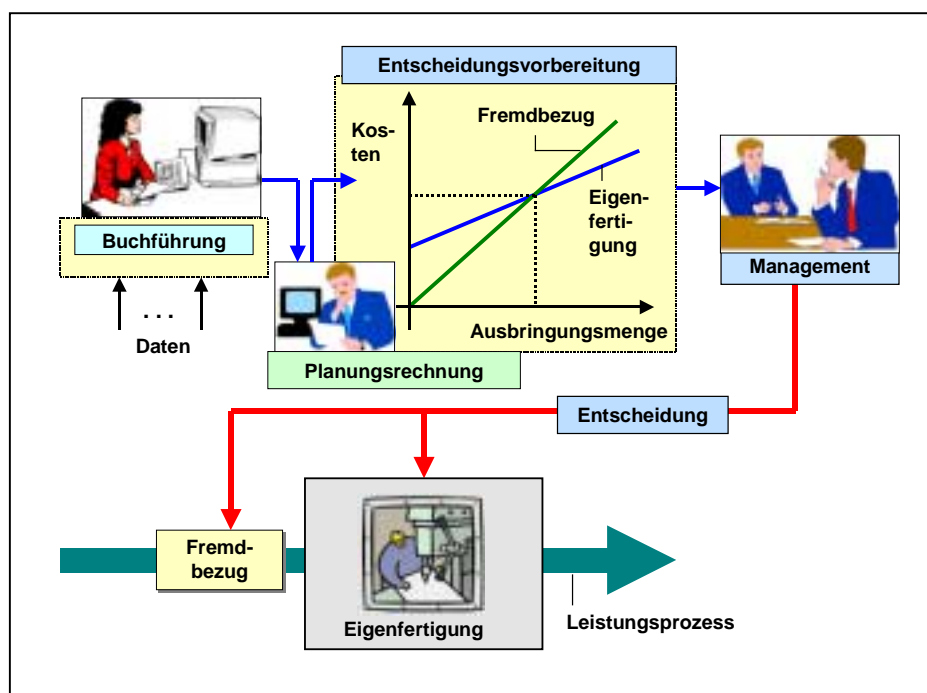 Entscheidungsvorbereitung
Kos-
ten
Fremdbezug
Eigen-
ferti-
gung
Ausbringungsmenge
Buchführung
. . .
Daten
Planungsrechnung
Management
Entscheidung
Fremd-
bezug
Eigenfertigung
Leistungsprozess